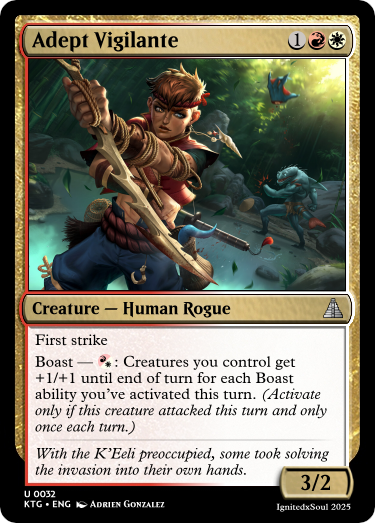 Adept Vigilante
1
Creature — Human Rogue
First strike
Boast — : Creatures you control get
+1/+1 until end of turn for each Boast
ability you've activated this turn. (Activate
only if this creature attacked this turn and only
once each turn.)
With the K'Eeli preoccupied, some took solving
the invasion into their own hands.
3/2
U 0032
KTG • ENG Adrien Gonzalez
IgnitedxSoul 2025